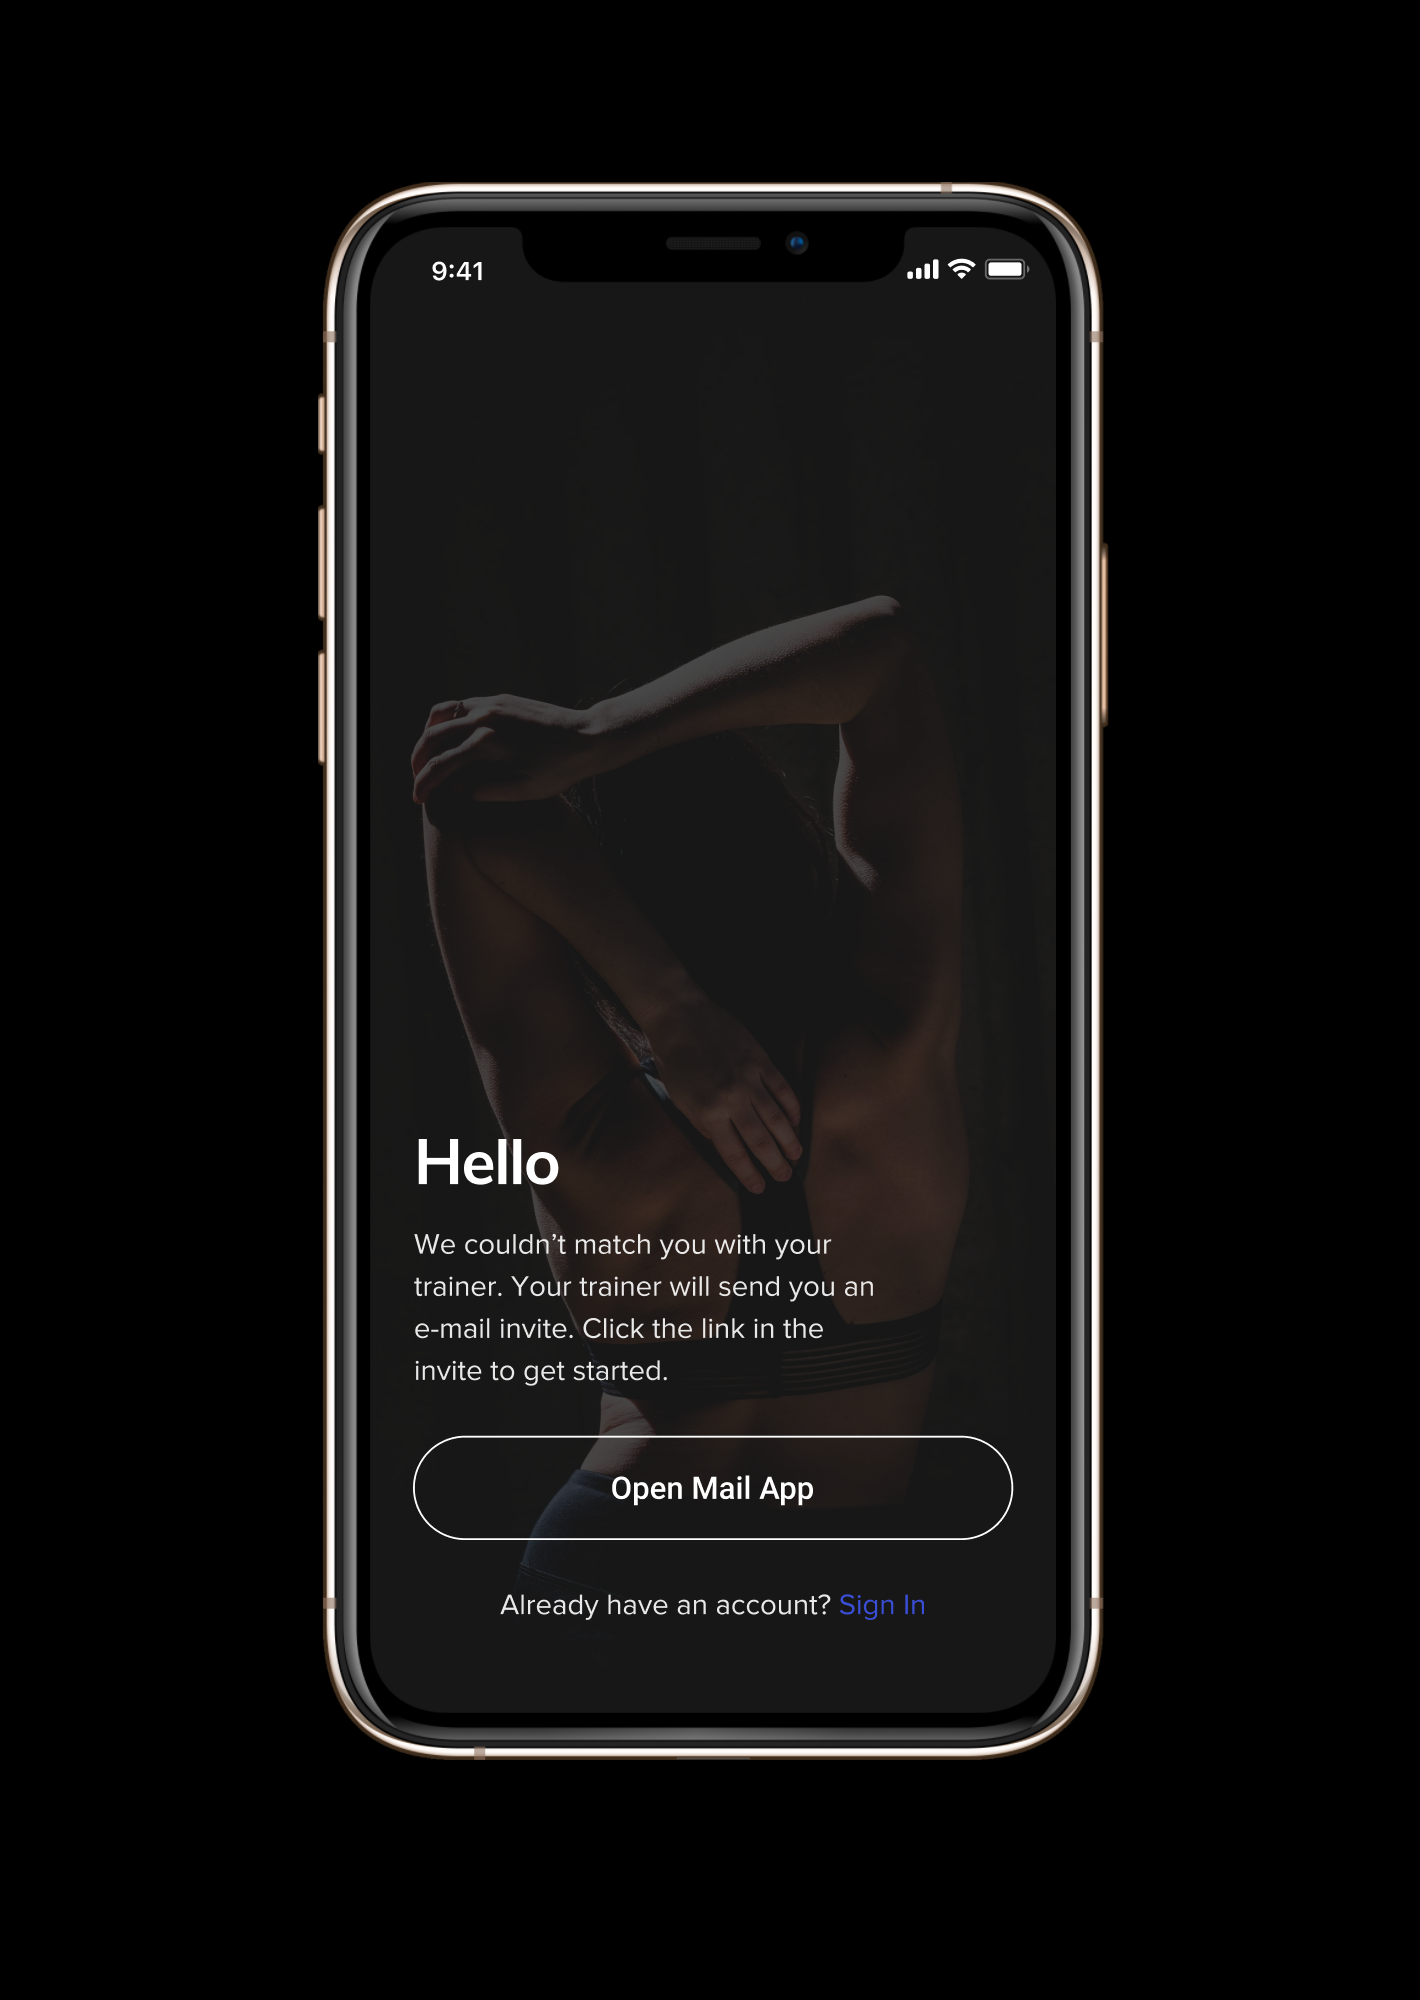 9:41
Hello
We couldn’t match you with your
trainer. Your trainer will send you an
e-mail invite. Click the link in the
invite to get started.
Open Mail App
Already have an account? Sign In